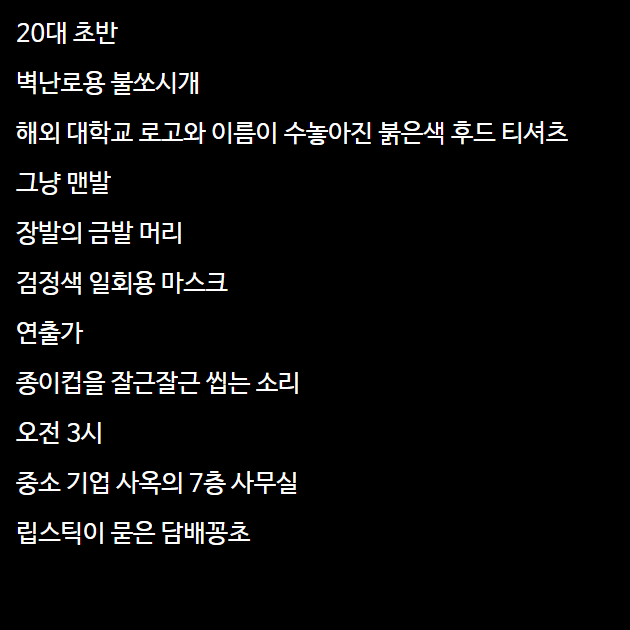 20대 초반
벽난로용 불쏘시개
해외 대학교 로고와 이름이 수놓아진 붉은색 후드 티셔츠
그냥 맨발
장발의 금발 머리
검정색 일회용 마스크
연출가
종이컵을 잘근잘근 씹는 소리
오전 3시
중소 기업 사옥의 7층 사무실
립스틱이 묻은 담배꽁초